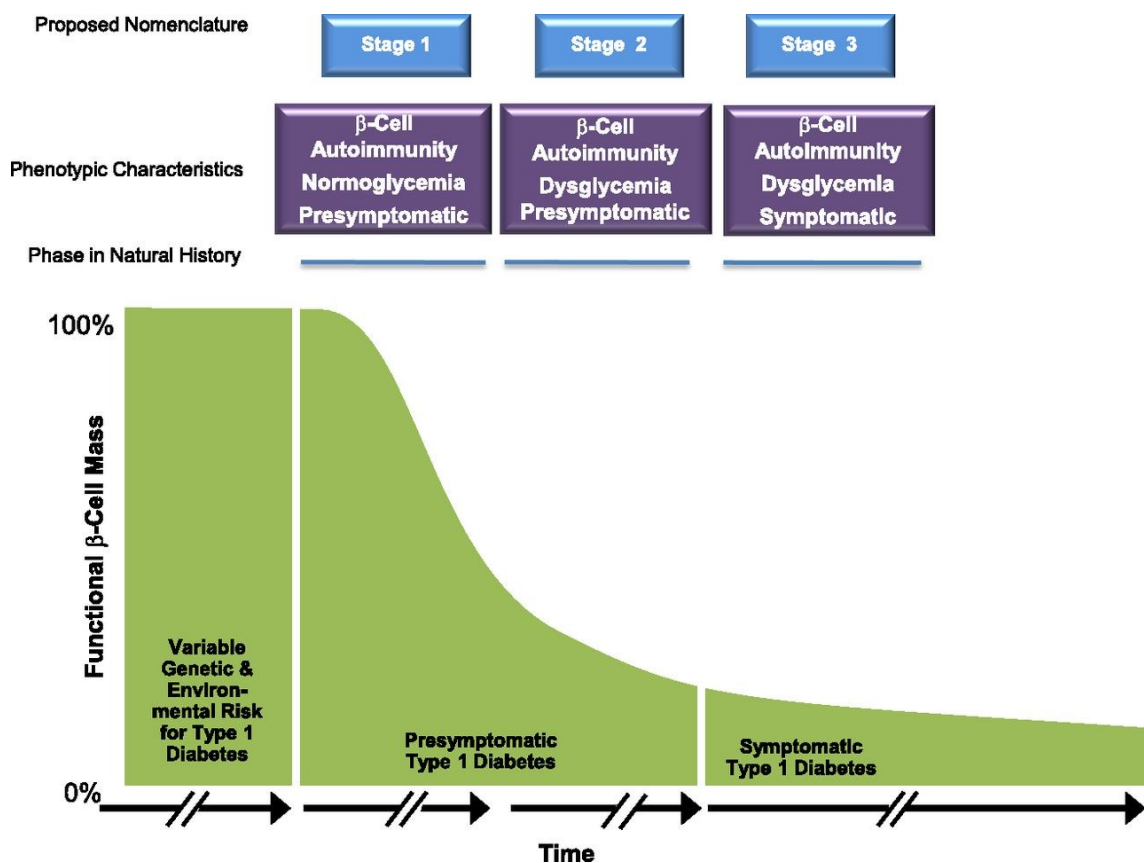 Proposed Nomenclature
Stage 1
Stage 2
Stage 3
Phenotypic Characteristics
β-Cell
Autoimmunity
Normoglycemia
Presymptomatic
β-Cell
Autoimmunity
Dysglycemia
Presymptomatic
β-Cell
Autoimmunity
Dysglycemia
Symptomatic
Phase in Natural History
100%
Functional β-Cell Mass
0%
Variable
Genetic &
Environ-
mental Risk
for Type 1
Diabetes
Presymptomatic
Type 1 Diabetes
Symptomatic
Type 1 Diabetes
Time